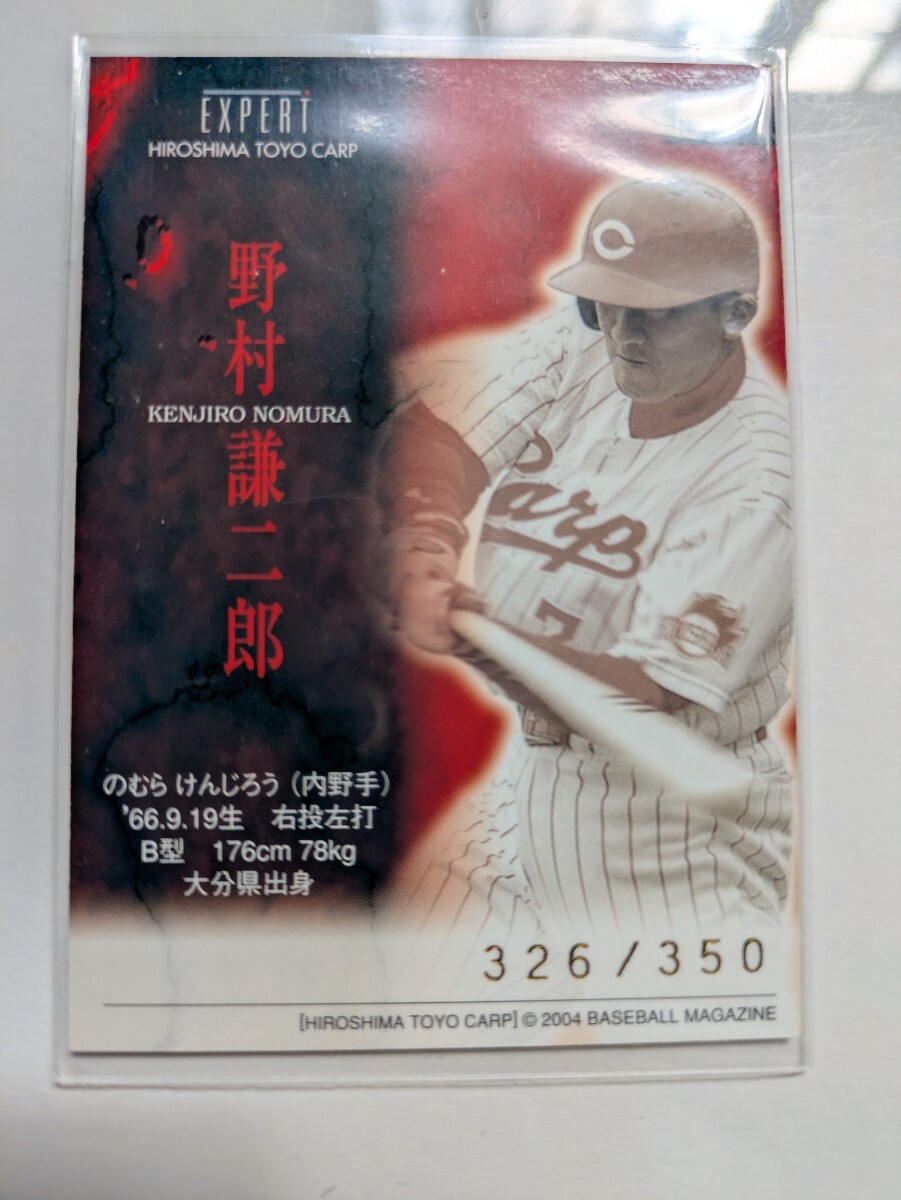 EXPERT
HIROSHIMA TOYO CARP
野村謙二郎
KENJIRO NOMURA
C
Carp
7
のむら けんじろう（内野手）
'66.9.19生　右投左打
B型　176cm 78kg
大分県出身
326/350
[HIROSHIMA TOYO CARP] © 2004 BASEBALL MAGAZINE